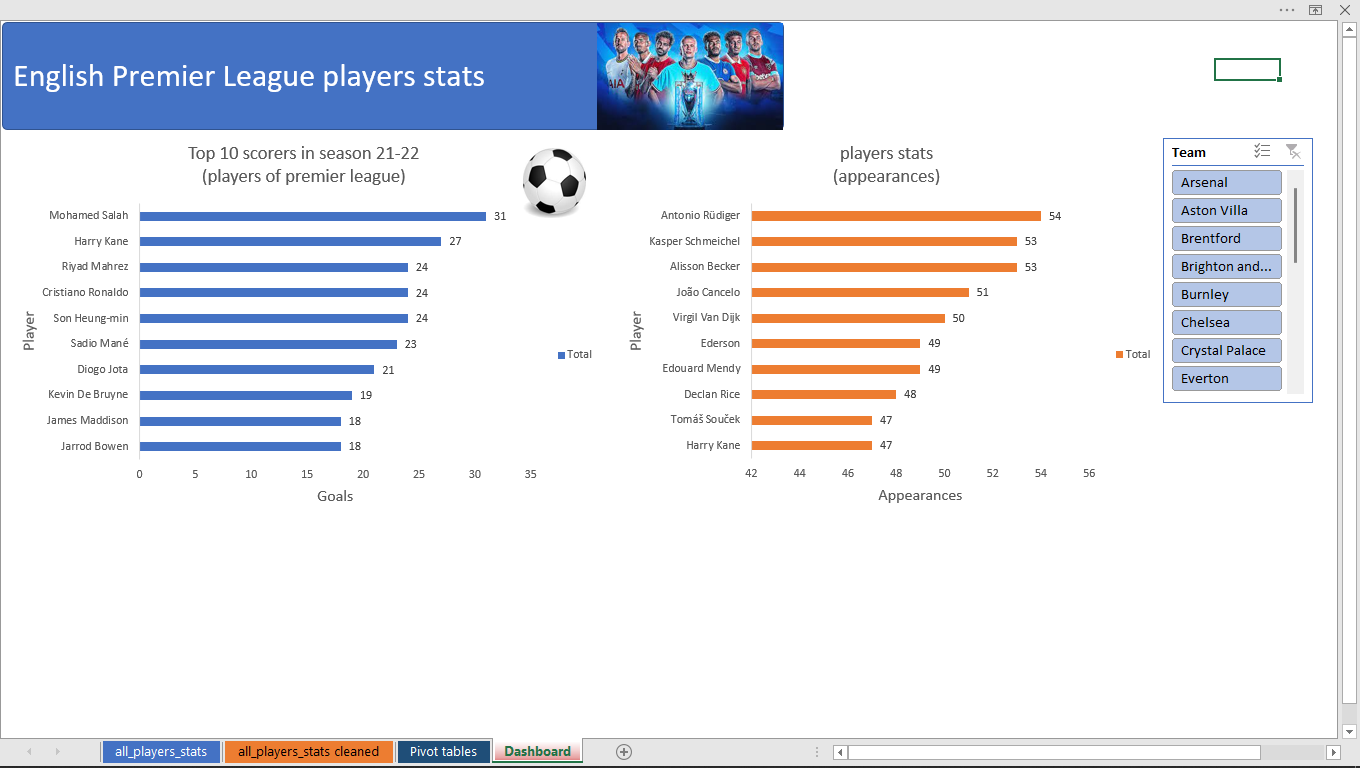 English Premier League players stats
AIA
Top 10 scorers in season 21-22
(players of premier league)
Player
Mohamed Salah 31
Harry Kane 27
Riyad Mahrez 24
Cristiano Ronaldo 24
Son Heung-min 24
Sadio Mané 23
Diogo Jota 21
Kevin De Bruyne 19
James Maddison 18
Jarrod Bowen 18
0 5 10 15 20 25 30 35
Goals
Total
players stats
(appearances)
Player
Antonio Rüdiger 54
Kasper Schmeichel 53
Alisson Becker 53
João Cancelo 51
Virgil Van Dijk 50
Ederson 49
Edouard Mendy 49
Declan Rice 48
Tomáš Souček 47
Harry Kane 47
42 44 46 48 50 52 54 56
Appearances
Total
Team
Arsenal
Aston Villa
Brentford
Brighton and...
Burnley
Chelsea
Crystal Palace
Everton
all_players_stats all_players_stats cleaned Pivot tables Dashboard